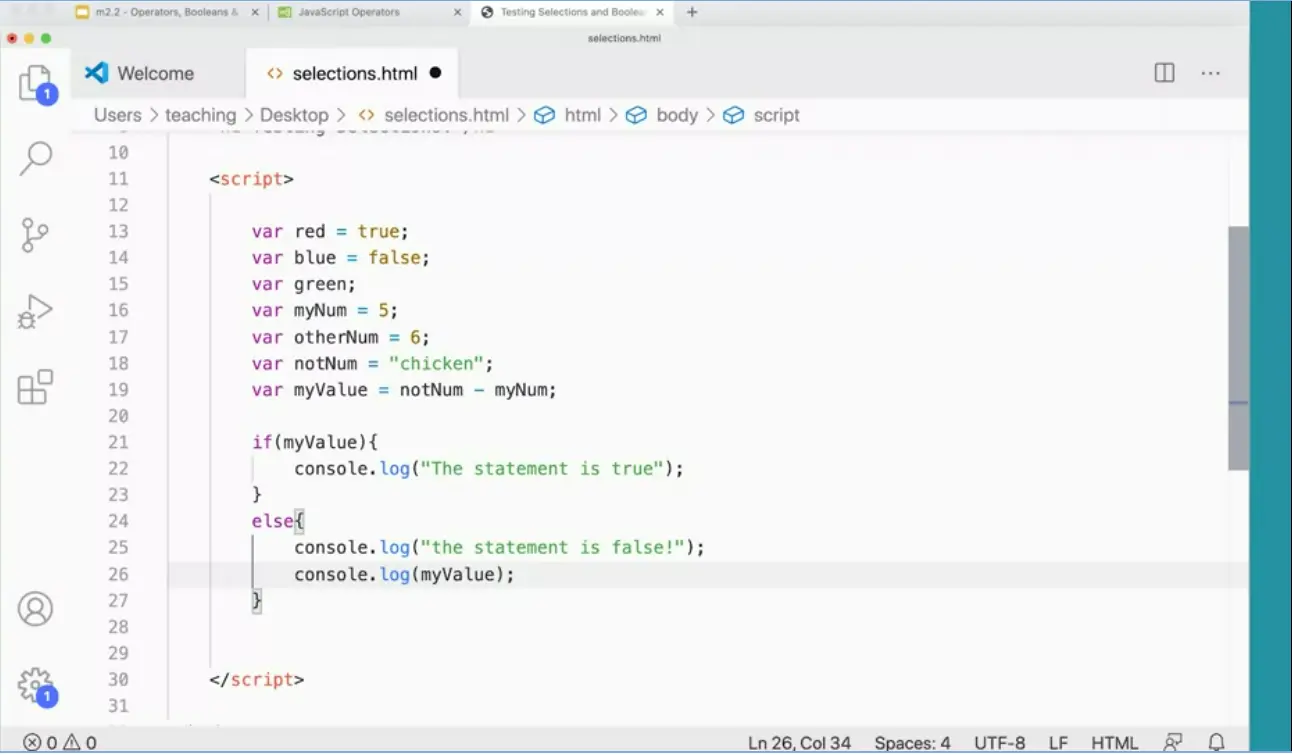 m2.2 - Operators, Booleans & × JavaScript Operators × Testing Selections and Boolea × +
selections.html
Welcome selections.html
1
Users > teaching > Desktop > selections.html > html > body > script
10
11 <script>
12
13 var red = true;
14 var blue = false;
15 var green;
16 var myNum = 5;
17 var otherNum = 6;
18 var notNum = "chicken";
19 var myValue = notNum - myNum;
20
21 if(myValue){
22 console.log("The statement is true");
23 }
24 else{
25 console.log("the statement is false!");
26 console.log(myValue);
27 }
28
29
30 </script>
1
31
0 0 Ln 26, Col 34 Spaces: 4 UTF-8 LF HTML